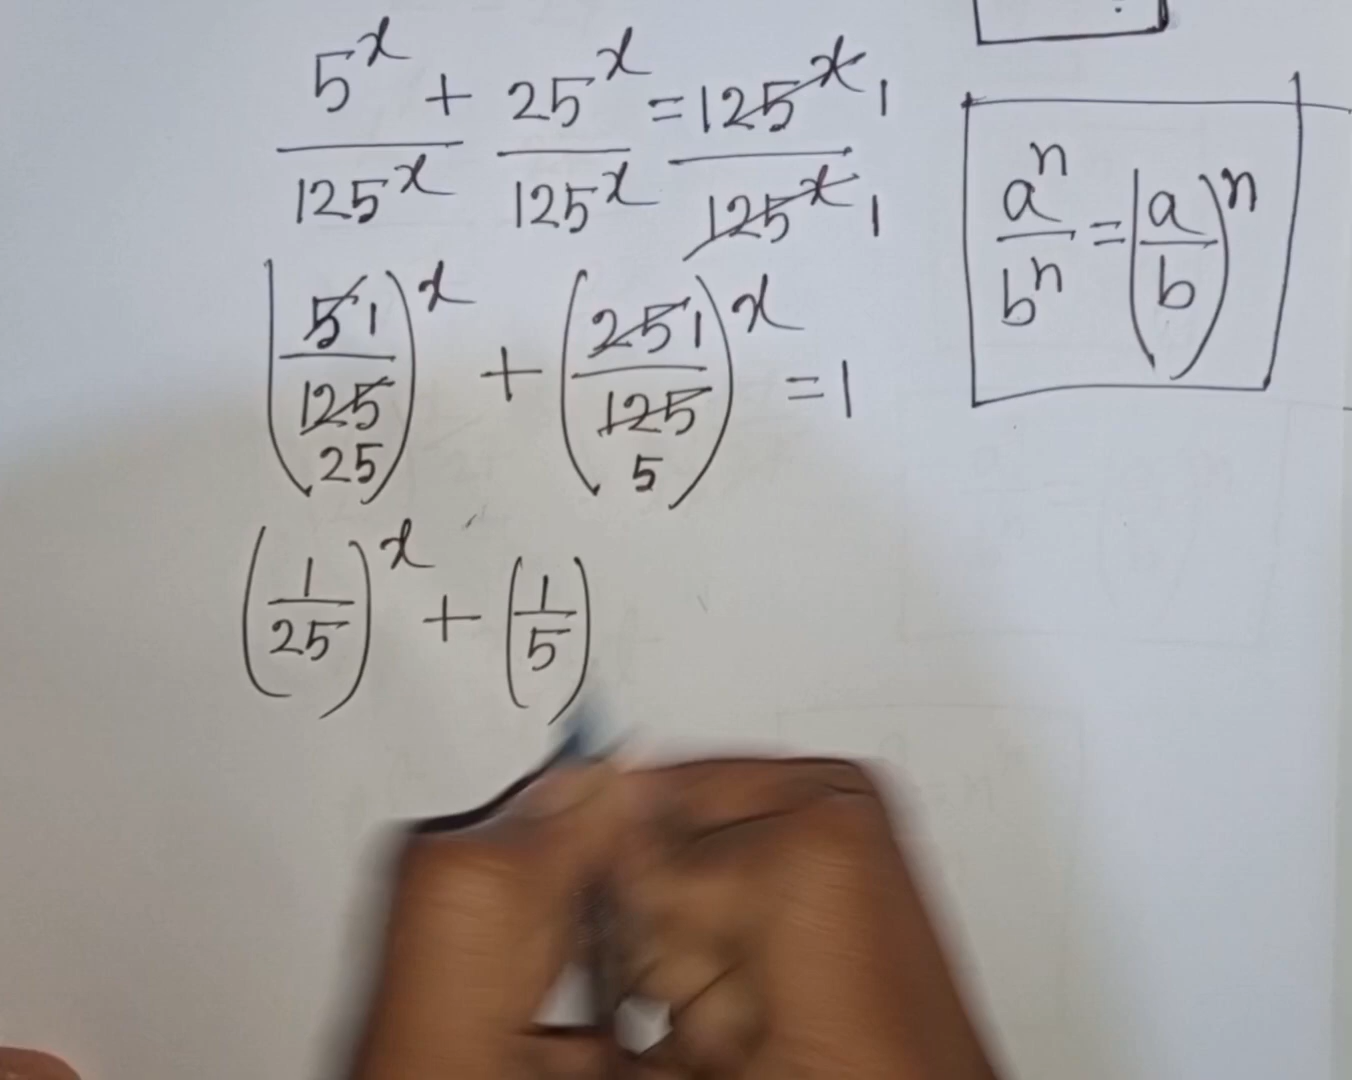 5^x/125^x + 25^x/125^x = 125^x 1/125^x 1
(5 1/125 25)^x + (25 1/125 5)^x = 1
(1/25)^x + (1/5)
a^n/b^n = (a/b)^n